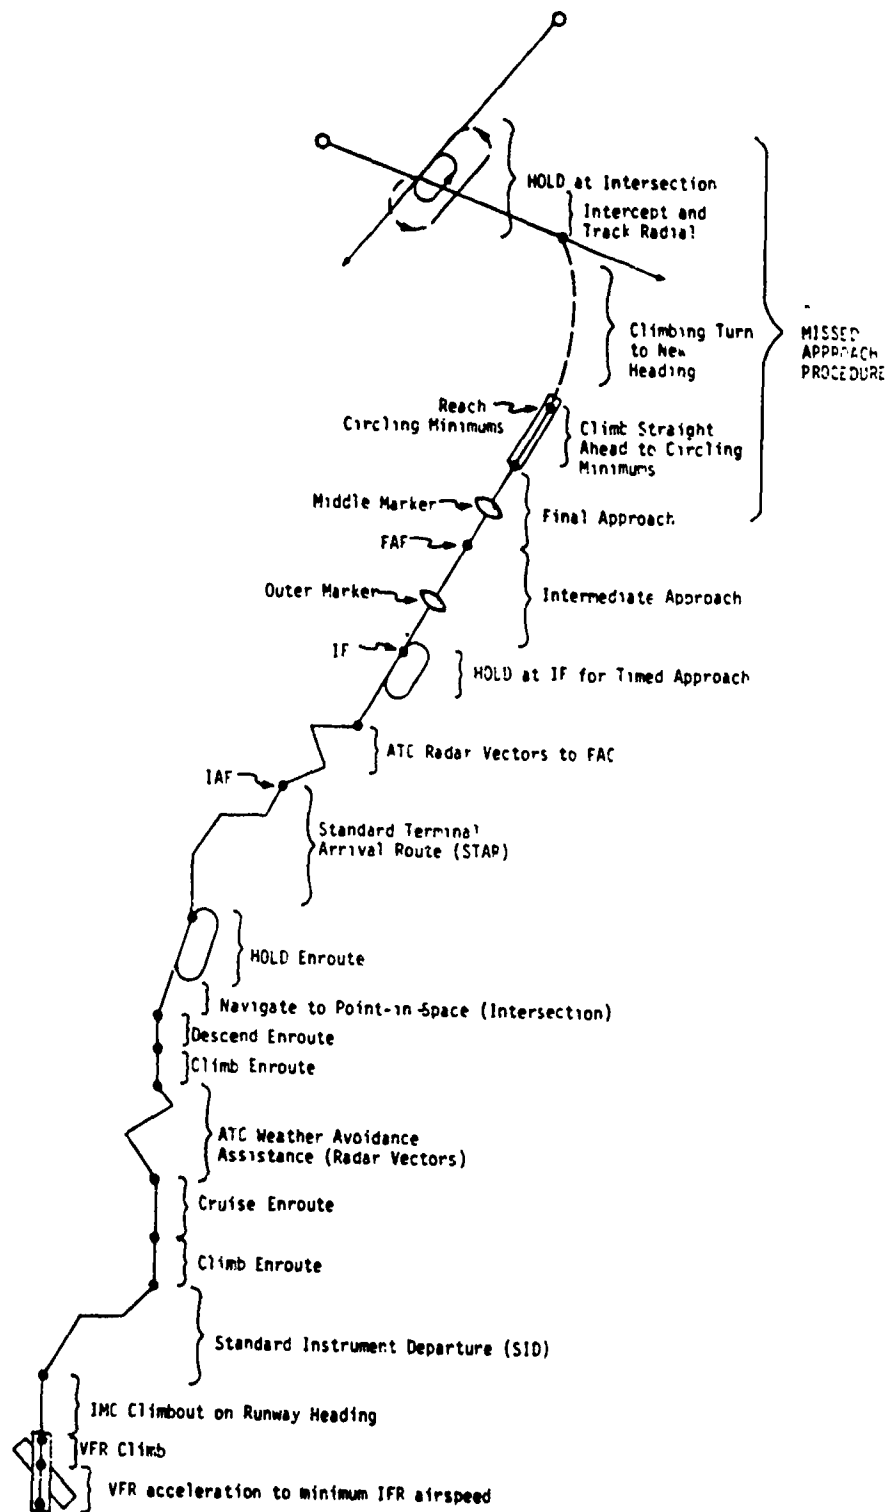 HOLD at Intersection
Intercept and
Track Radial
Climbing Turn
to New
Heading
MISSED
APPROACH
PROCEDURE
Reach
Circling Minimums
Climb Straight
Ahead to Circling
Minimums
Middle Marker
Final Approach
FAF
Outer Marker
Intermediate Approach
IF
HOLD at IF for Timed Approach
ATC Radar Vectors to FAC
IAF
Standard Terminal
Arrival Route (STAR)
HOLD Enroute
Navigate to Point-in-Space (Intersection)
Descend Enroute
Climb Enroute
ATC Weather Avoidance
Assistance (Radar Vectors)
Cruise Enroute
Climb Enroute
Standard Instrument Departure (SID)
IMC Climbout on Runway Heading
VFR Climb
VFR acceleration to minimum IFR airspeed